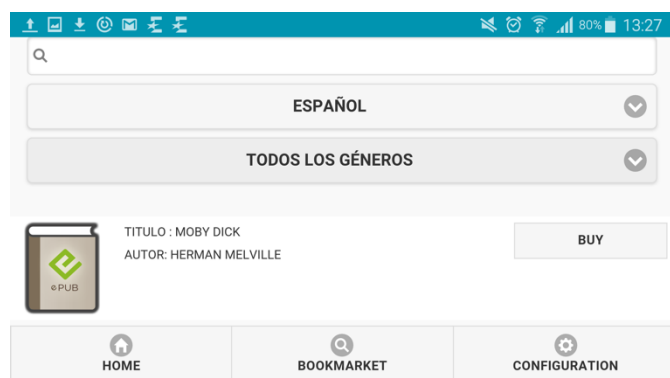 80% 13:27
ESPAÑOL
TODOS LOS GÉNEROS
TITULO : MOBY DICK
BUY
AUTOR: HERMAN MELVILLE
ePUB
HOME
BOOKMARKET
CONFIGURATION